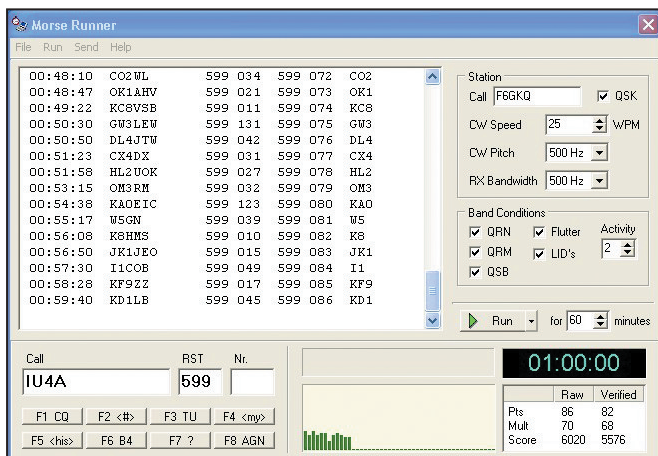 Morse Runner
File Run Send Help
00:48:10 CO2WL 599 034 599 072 CO2
00:48:47 OK1AHV 599 021 599 073 OK1
00:49:22 KC8VSB 599 011 599 074 KC8
00:50:30 GW3LEW 599 131 599 075 GW3
00:50:50 DL4JTW 599 042 599 076 DL4
00:51:23 CX4DX 599 031 599 077 CX4
00:51:58 HL2UOK 599 027 599 078 HL2
00:53:15 OM3RM 599 032 599 079 OM3
00:54:38 KA0EIC 599 123 599 080 KA0
00:55:17 W5GN 599 039 599 081 W5
00:56:08 K8HMS 599 010 599 082 K8
00:56:50 JK1JEO 599 015 599 083 JK1
00:57:30 I1COB 599 049 599 084 I1
00:58:28 KF9ZZ 599 017 599 085 KF9
00:59:40 KD1LB 599 045 599 086 KD1
Station
Call F6GKQ QSK
CW Speed 25 WPM
CW Pitch 500 Hz
RX Bandwidth 500 Hz
Band Conditions
QRN Flutter Activity
QRM LID's 2
QSB
Run for 60 minutes
Call RST Nr.
IU4A 599
F1 CQ F2 <#> F3 TU F4 <my>
F5 <his> F6 B4 F7 ? F8 AGN
01:00:00
Raw Verified
Pts 86 82
Mult 70 68
Score 6020 5576